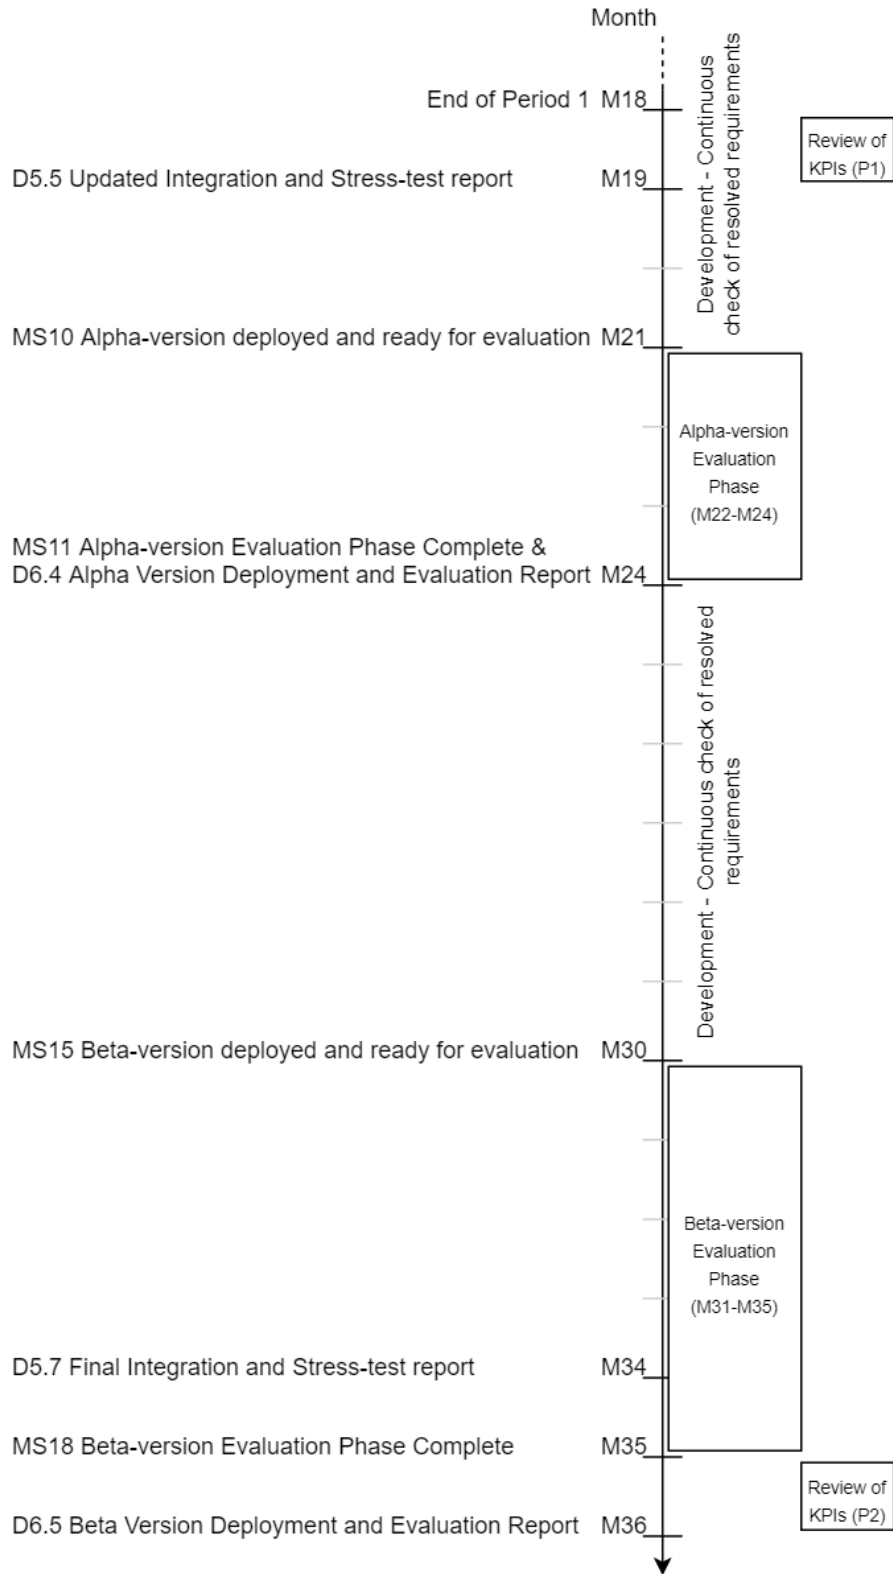 Month
End of Period 1 M18
Development - Continuous
check of resolved requirements
Review of
KPIs (P1)
D5.5 Updated Integration and Stress-test report M19
MS10 Alpha-version deployed and ready for evaluation M21
Alpha-version
Evaluation
Phase
(M22-M24)
MS11 Alpha-version Evaluation Phase Complete &
D6.4 Alpha Version Deployment and Evaluation Report M24
Development - Continuous check of resolved
requirements
MS15 Beta-version deployed and ready for evaluation M30
Beta-version
Evaluation
Phase
(M31-M35)
D5.7 Final Integration and Stress-test report M34
MS18 Beta-version Evaluation Phase Complete M35
Review of
KPIs (P2)
D6.5 Beta Version Deployment and Evaluation Report M36